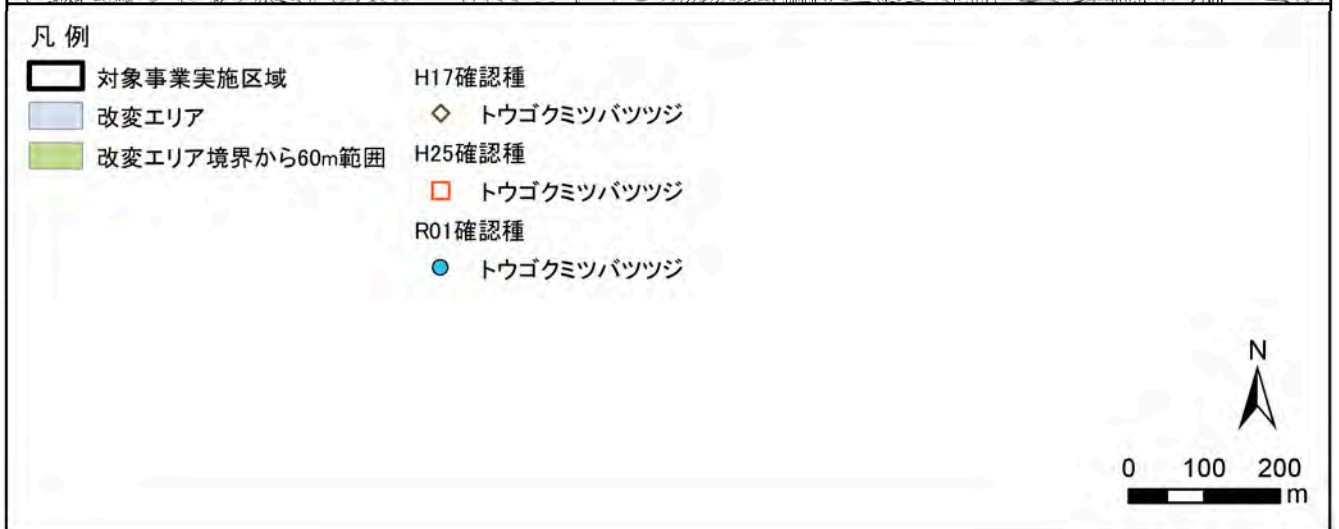 凡 例
対象事業実施区域
改変エリア
改変エリア境界から60m範囲
H17確認種
トウゴクミツバツツジ
H25確認種
トウゴクミツバツツジ
R01確認種
トウゴクミツバツツジ
N
0 100 200
m